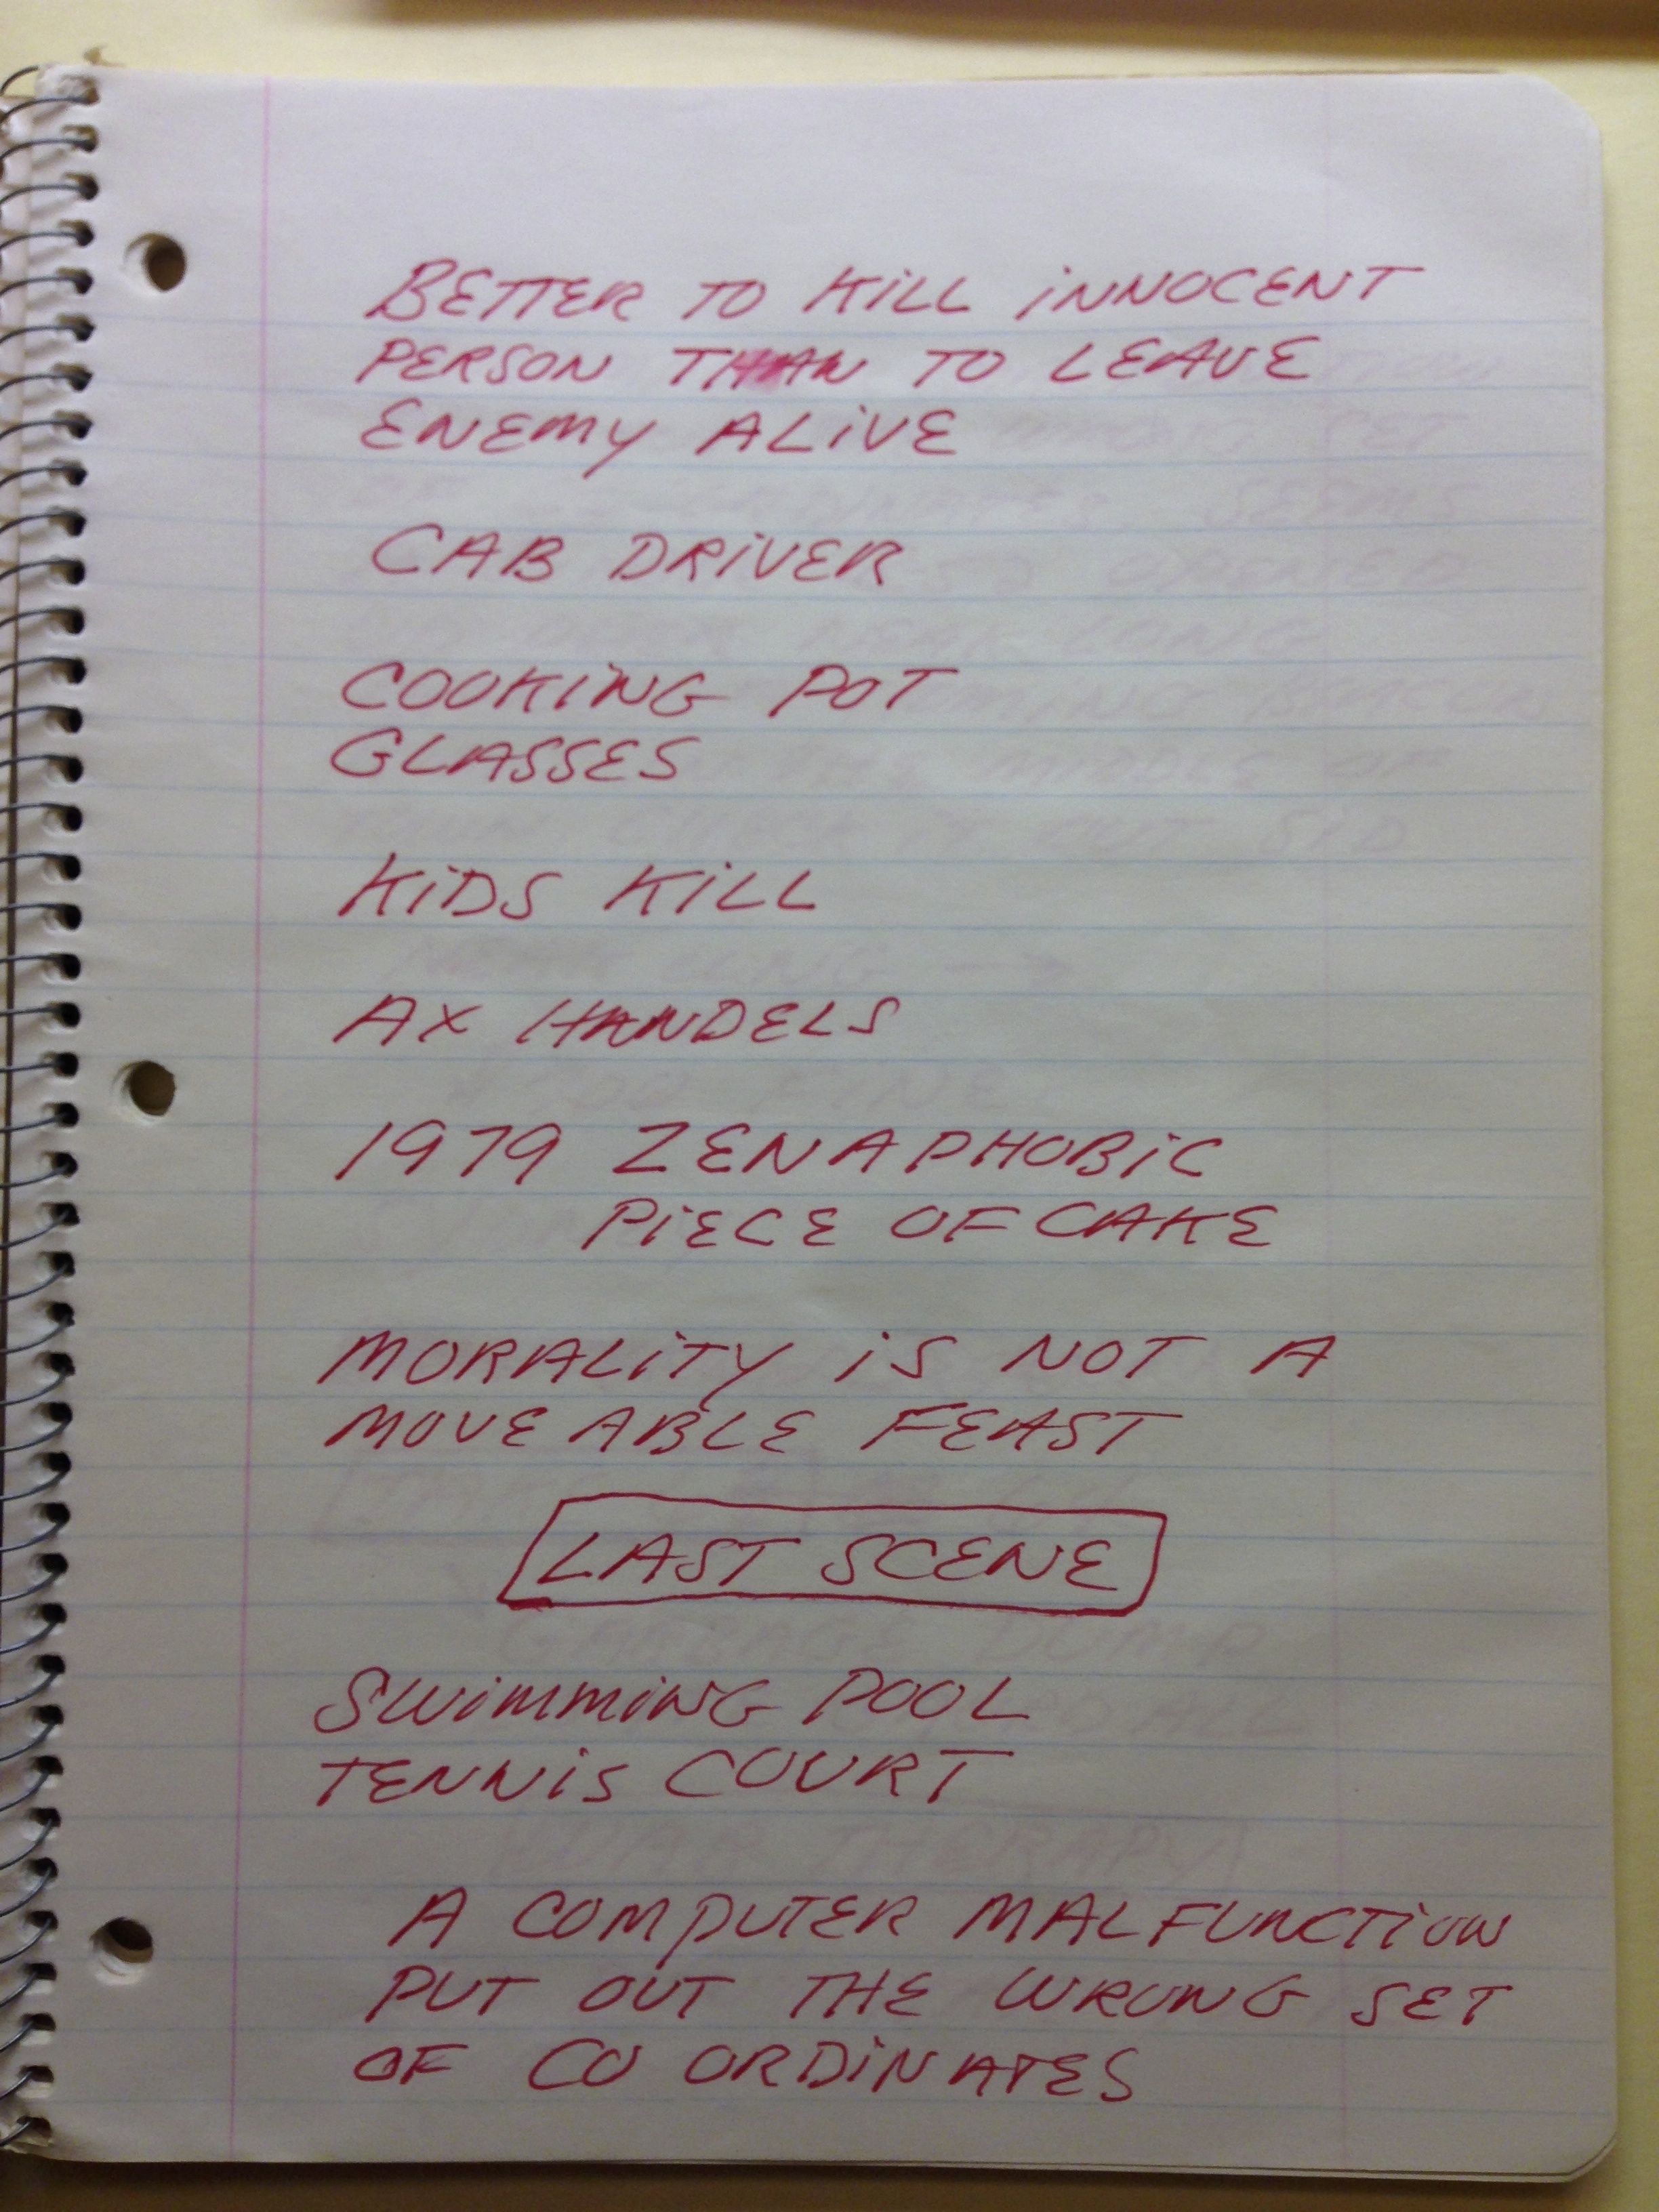 BETTER TO KiLL iNNOCENT
PERSON THAN TO LEAVE
ENEMY ALiVE
CAB DRiVER
COOKiNG POT
GLASSES
KiDS KiLL
AX HANDELS
1979 ZENAPHOBiC
PiECE OF CAKE
MORALiTY iS NOT A
MOVEABLE FEAST
LAST SCENE
SWiMMiNG POOL
TENNiS COURT
A COMPUTER MALFUNCTiON
PUT OUT THE WRONG SET
OF CO ORDiNATES